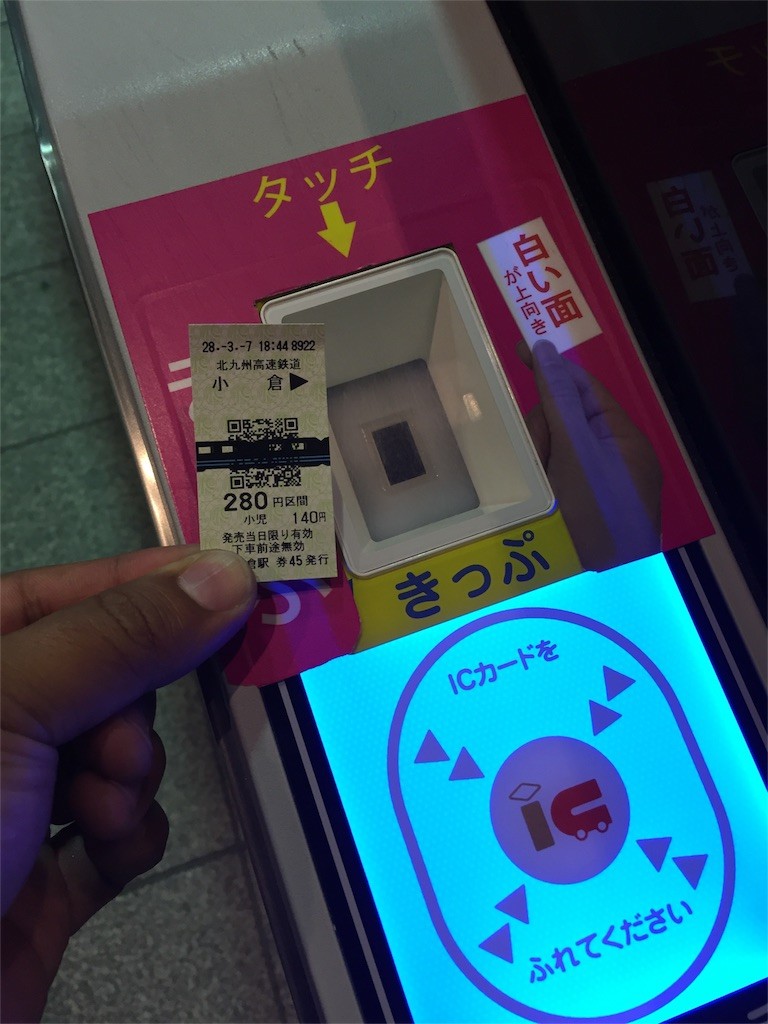 タッチ
白い面
が上向き
28.-3.-7 18:44 8922
北九州高速鉄道
小 倉▶
280円区間
小児 140円
発売当日限り有効
下車前途無効
倉駅 券45発行
きっぷ
ICカードを
ふれてください